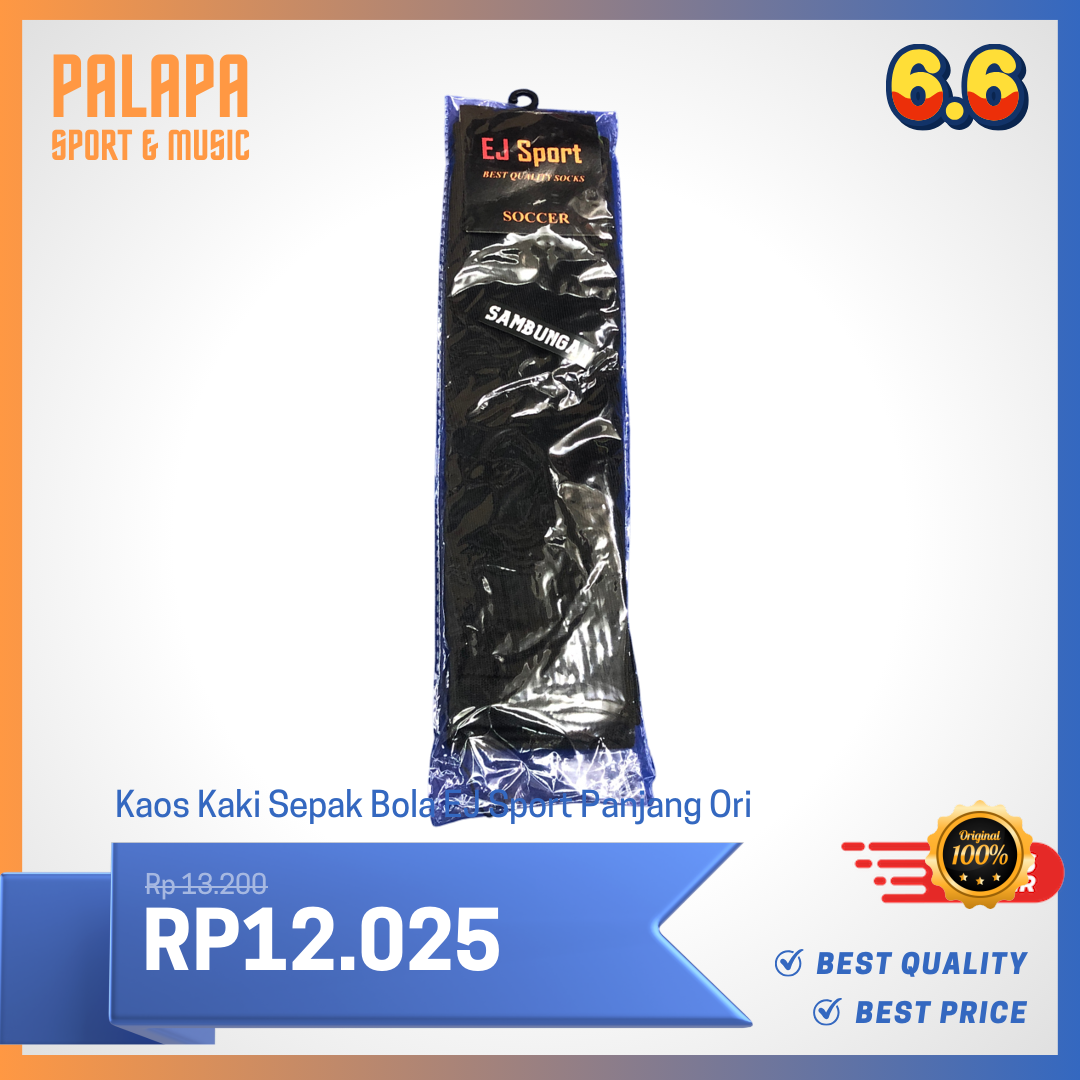 PALAPA
SPORT & MUSIC
6.6
EJ Sport
BEST QUALITY SOCKS
SOCCER
SAMBUNGAN
Kaos Kaki Sepak Bola EJ Sport Panjang Ori
Rp 13.200
RP12.025
Original
100%
BEST QUALITY
BEST PRICE